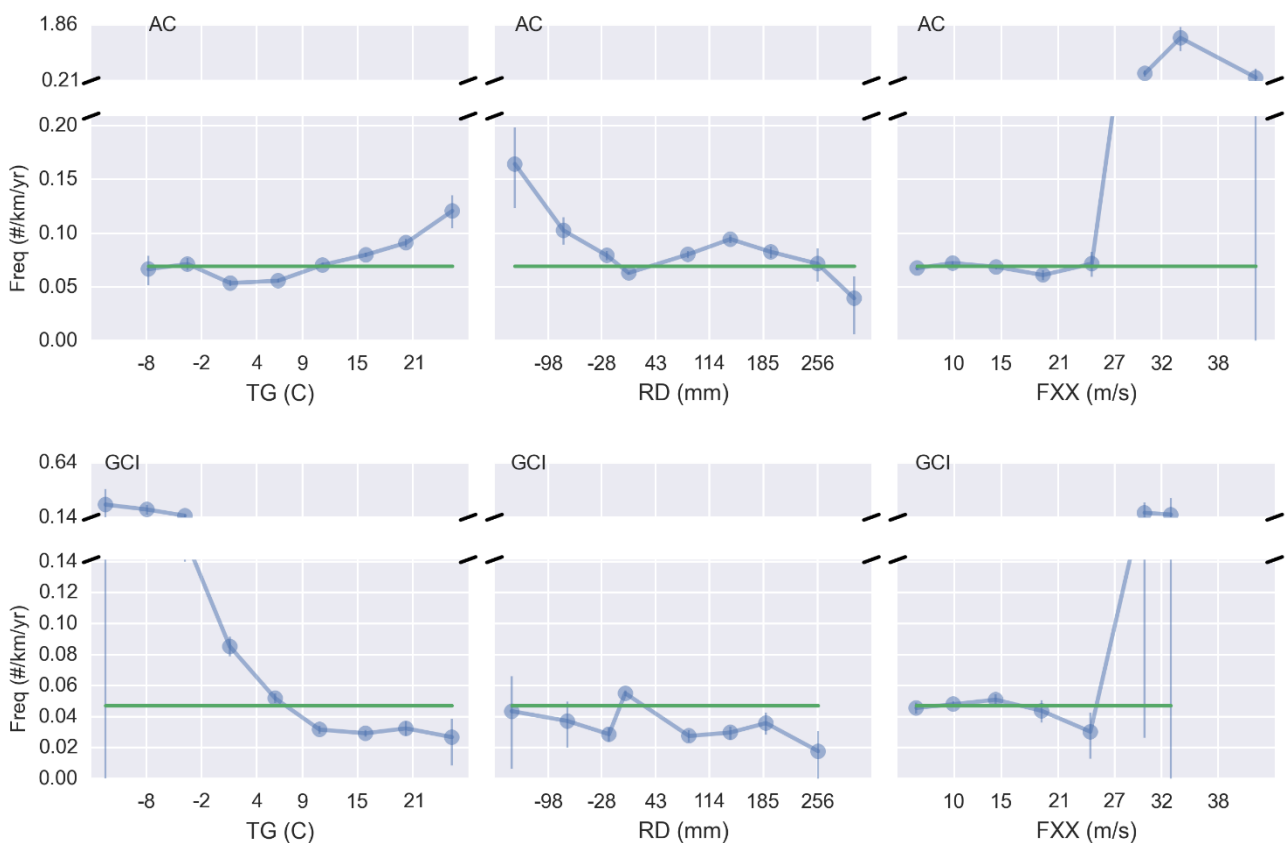 AC AC AC
1.86
0.21
0.20
0.15
0.10
0.05
0.00
Freq (#/km/yr)
-8 -2 4 9 15 21
-98 -28 43 114 185 256
10 15 21 27 32 38
TG (C) RD (mm) FXX (m/s)
GCI GCI GCI
0.64
0.14
0.14
0.12
0.10
0.08
0.06
0.04
0.02
0.00
Freq (#/km/yr)
-8 -2 4 9 15 21
-98 -28 43 114 185 256
10 15 21 27 32 38
TG (C) RD (mm) FXX (m/s)